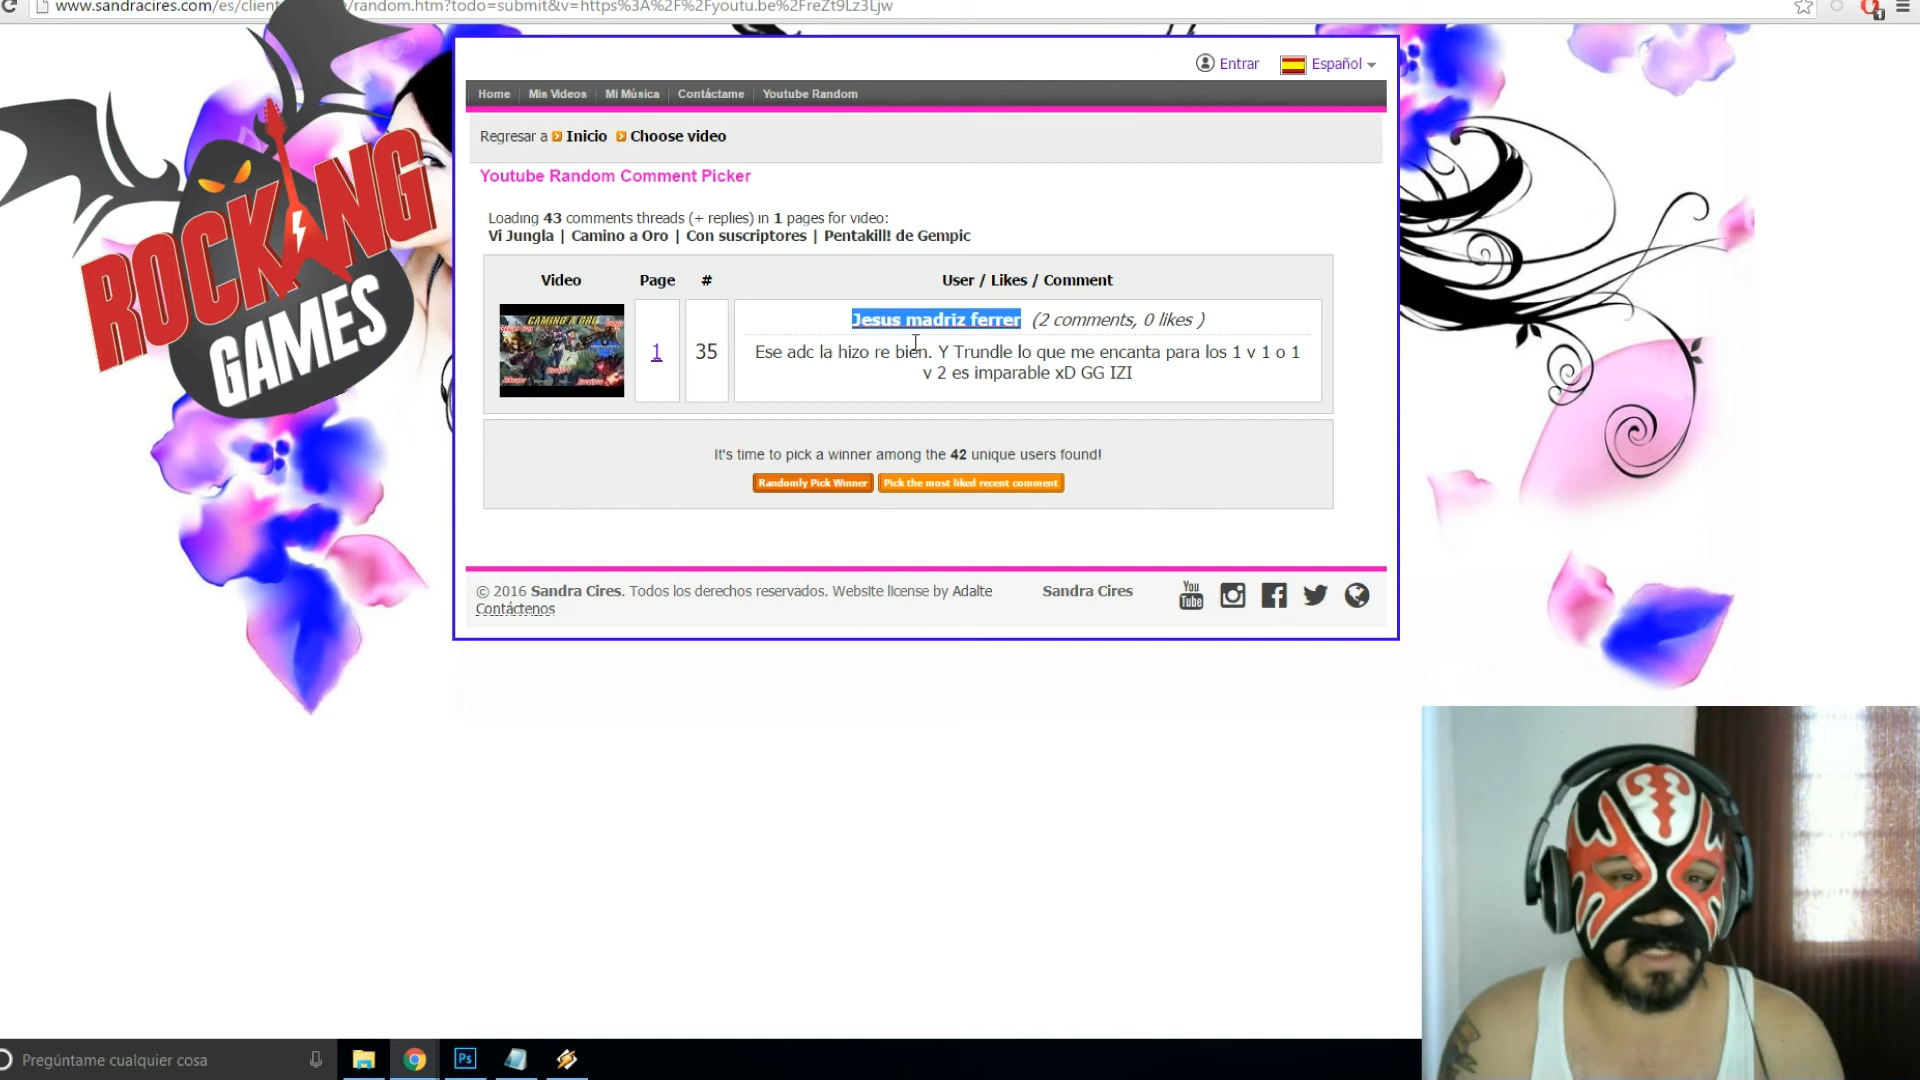 www.sandracires.com/es/client
/random.htm?todo=submit&v=https%3A%2F%2Fyoutu.be%2FreZt9Lz3Ljw
ROCKING
GAMES
Entrar
Español
Home
Mis Videos
Mi Música
Contáctame
Youtube Random
Regresar a Inicio Choose video
Youtube Random Comment Picker
Loading 43 comments threads (+ replies) in 1 pages for video:
Vi Jungla | Camino a Oro | Con suscriptores | Pentakill! de Gempic
Video
Page
#
User / Likes / Comment
CAMINO A ORO
1
35
Jesus madriz ferrer (2 comments, 0 likes )
Ese adc la hizo re bien. Y Trundle lo que me encanta para los 1 v 1 o 1
v 2 es imparable xD GG IZI
It's time to pick a winner among the 42 unique users found!
Randomly Pick Winner
Pick the most liked recent comment
© 2016 Sandra Cires. Todos los derechos reservados. Website license by Adalte
Contáctenos
Sandra Cires
You
Tube
Pregúntame cualquier cosa
Ps